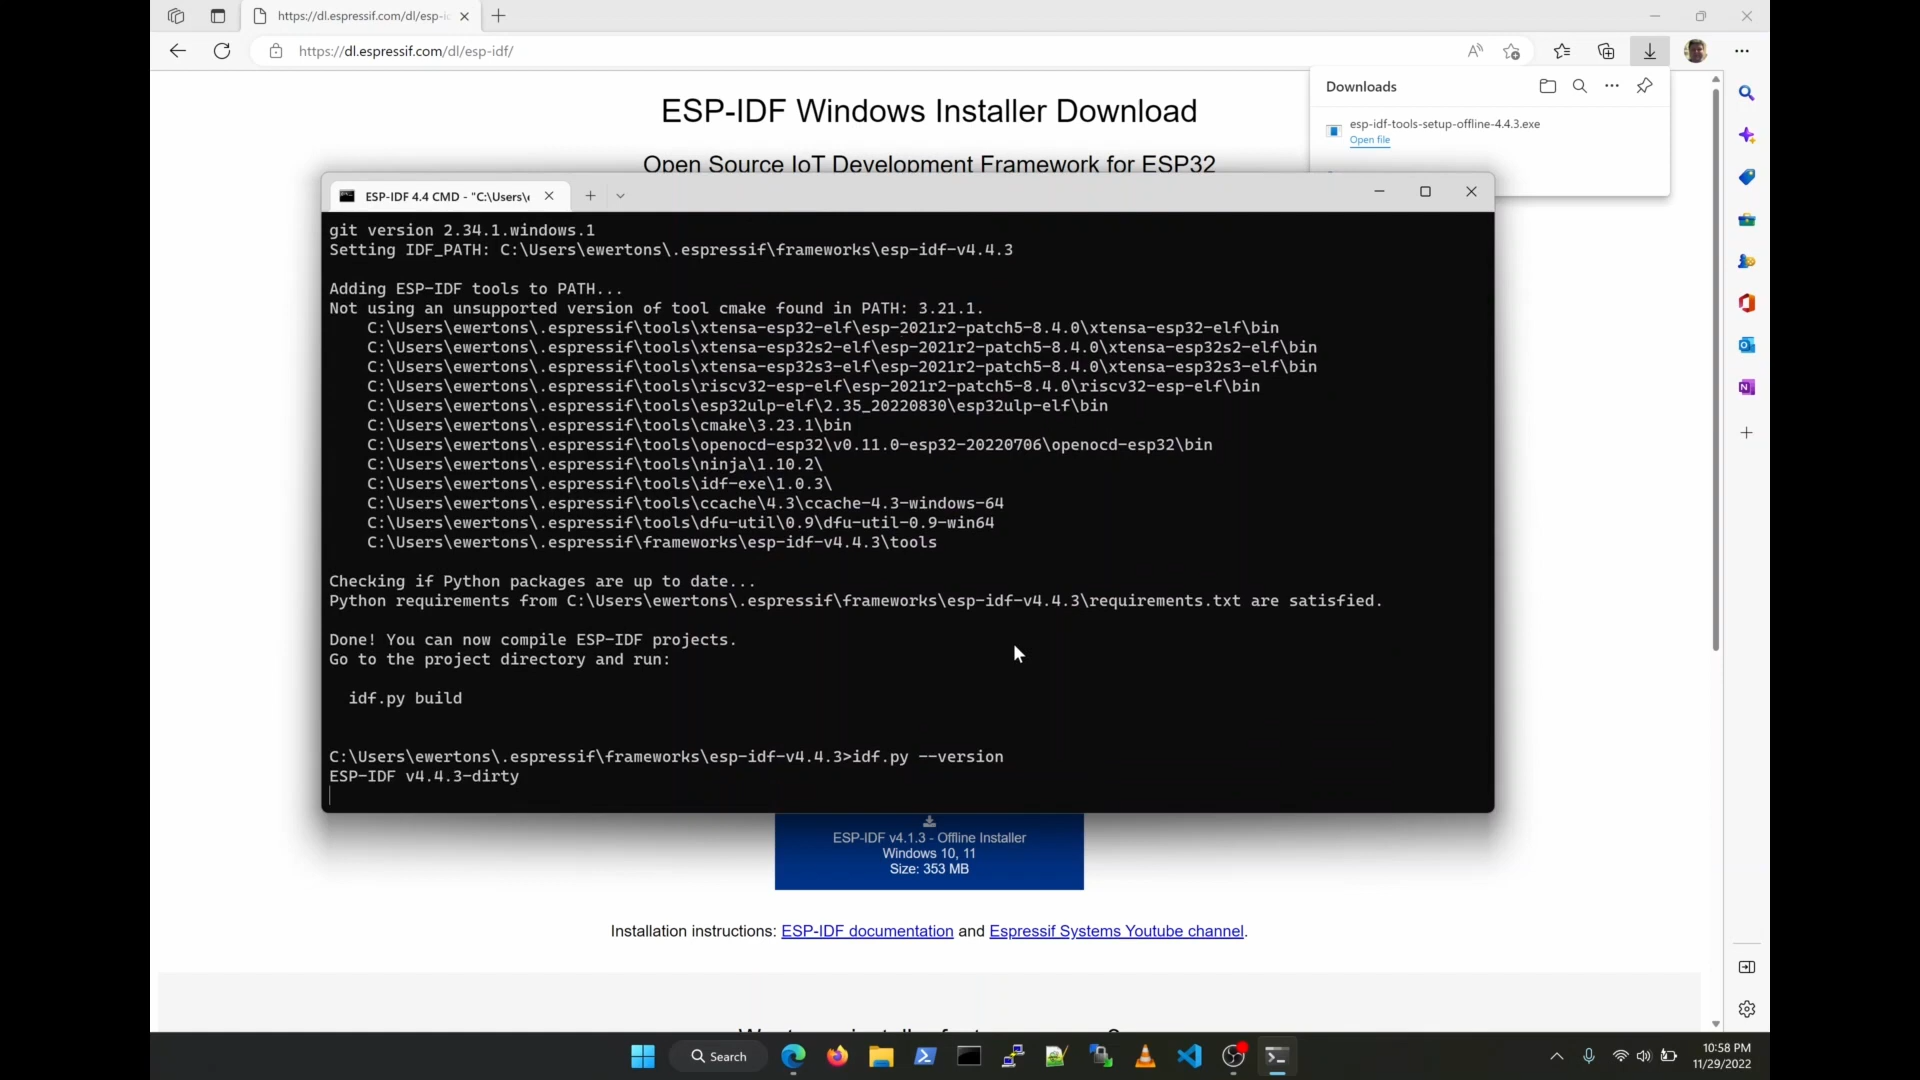 https://dl.espressif.com/dl/esp-i
https://dl.espressif.com/dl/esp-idf/
ESP-IDF Windows Installer Download
Open Source IoT Development Framework for ESP32
Downloads
esp-idf-tools-setup-offline-4.4.3.exe
Open file
ESP-IDF 4.4 CMD - "C:\Users\e
git version 2.34.1.windows.1
Setting IDF_PATH: C:\Users\ewertons\.espressif\frameworks\esp-idf-v4.4.3
Adding ESP-IDF tools to PATH...
Not using an unsupported version of tool cmake found in PATH: 3.21.1.
C:\Users\ewertons\.espressif\tools\xtensa-esp32-elf\esp-2021r2-patch5-8.4.0\xtensa-esp32-elf\bin
C:\Users\ewertons\.espressif\tools\xtensa-esp32s2-elf\esp-2021r2-patch5-8.4.0\xtensa-esp32s2-elf\bin
C:\Users\ewertons\.espressif\tools\xtensa-esp32s3-elf\esp-2021r2-patch5-8.4.0\xtensa-esp32s3-elf\bin
C:\Users\ewertons\.espressif\tools\riscv32-esp-elf\esp-2021r2-patch5-8.4.0\riscv32-esp-elf\bin
C:\Users\ewertons\.espressif\tools\esp32ulp-elf\2.35_20220830\esp32ulp-elf\bin
C:\Users\ewertons\.espressif\tools\cmake\3.23.1\bin
C:\Users\ewertons\.espressif\tools\openocd-esp32\v0.11.0-esp32-20220706\openocd-esp32\bin
C:\Users\ewertons\.espressif\tools\ninja\1.10.2\
C:\Users\ewertons\.espressif\tools\idf-exe\1.0.3\
C:\Users\ewertons\.espressif\tools\ccache\4.3\ccache-4.3-windows-64
C:\Users\ewertons\.espressif\tools\dfu-util\0.9\dfu-util-0.9-win64
C:\Users\ewertons\.espressif\frameworks\esp-idf-v4.4.3\tools
Checking if Python packages are up to date...
Python requirements from C:\Users\ewertons\.espressif\frameworks\esp-idf-v4.4.3\requirements.txt are satisfied.
Done! You can now compile ESP-IDF projects.
Go to the project directory and run:
idf.py build
C:\Users\ewertons\.espressif\frameworks\esp-idf-v4.4.3>idf.py --version
ESP-IDF v4.4.3-dirty
ESP-IDF v4.1.3 - Offline Installer
Windows 10, 11
Size: 353 MB
Installation instructions: ESP-IDF documentation and Espressif Systems Youtube channel.
Search
10:58 PM
11/29/2022